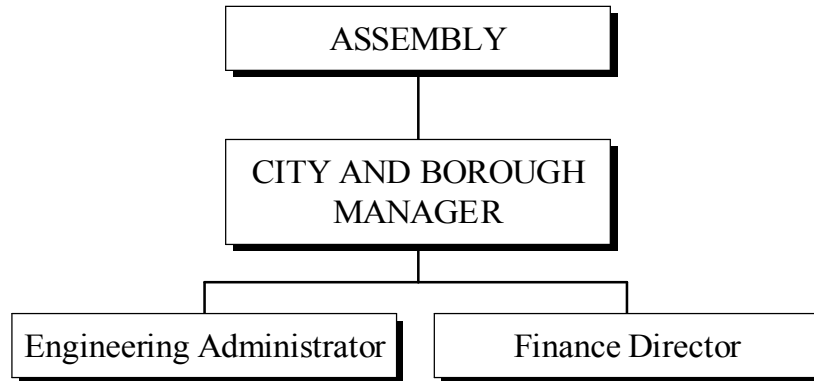 ASSEMBLY
CITY AND BOROUGH
MANAGER
Engineering Administrator
Finance Director